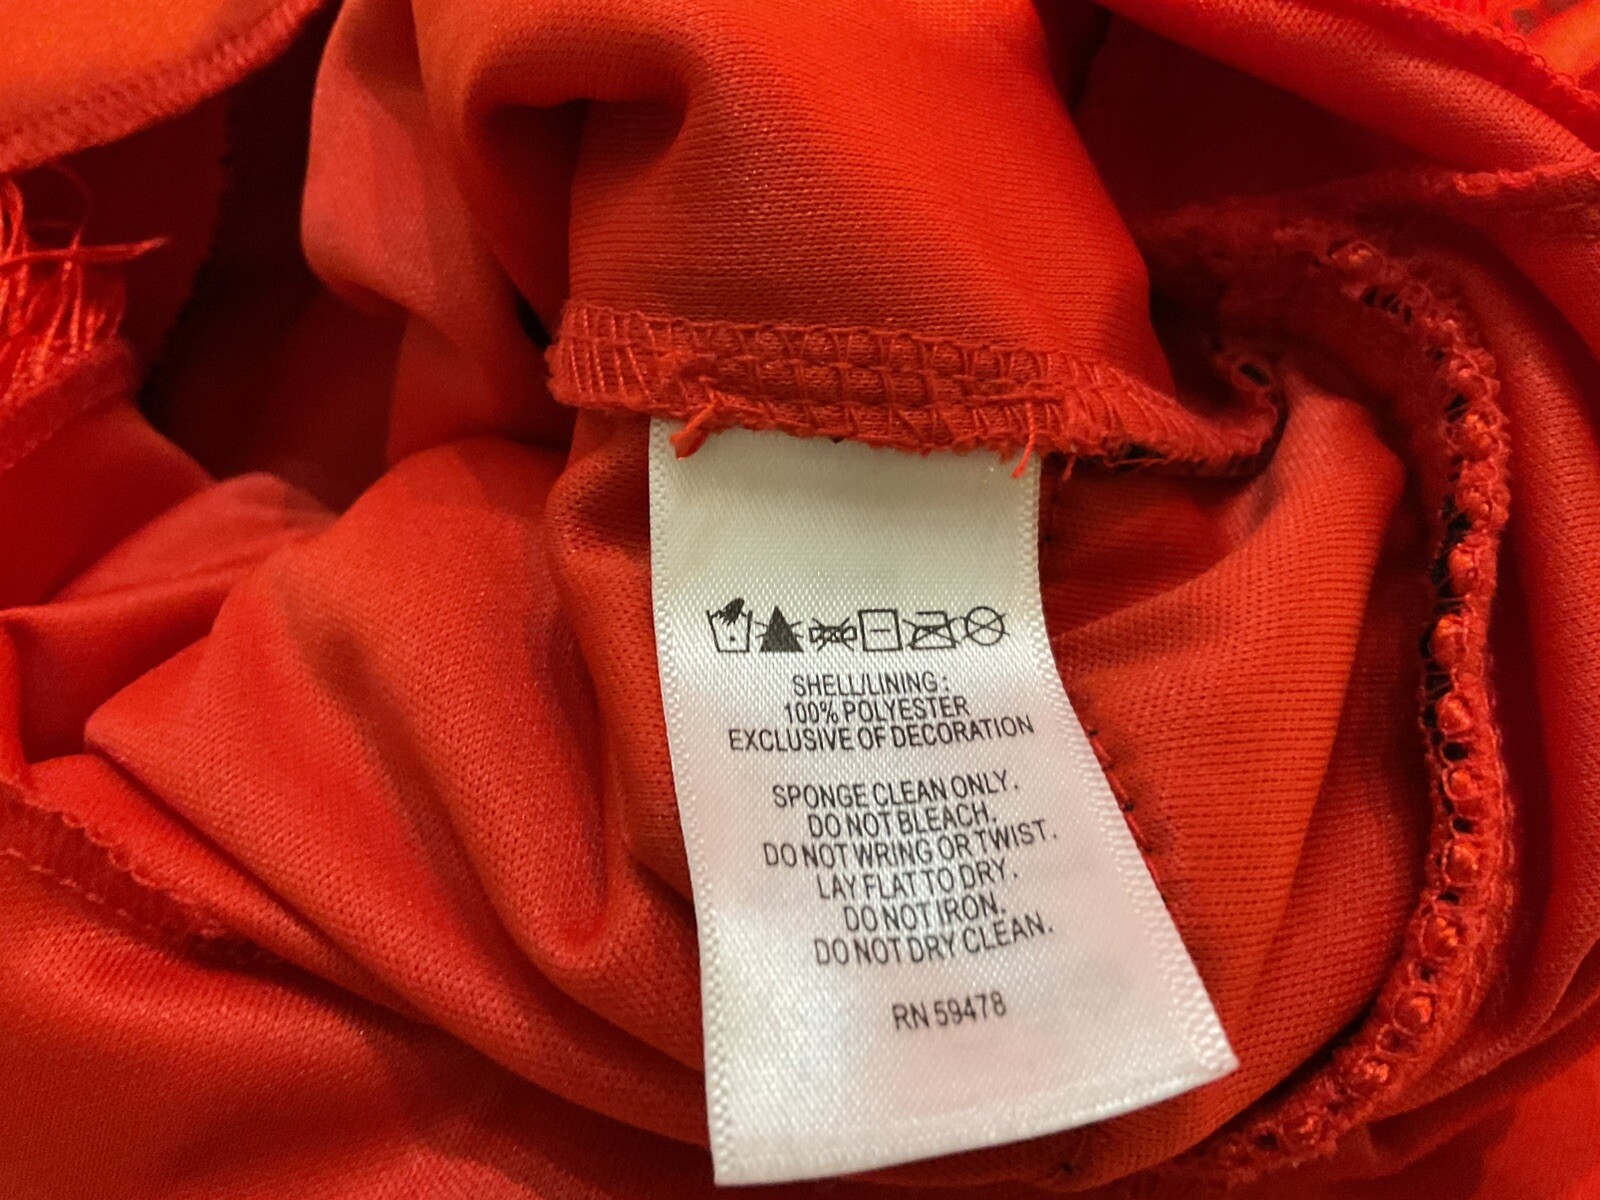 SHELL/LINING:
100% POLYESTER
EXCLUSIVE OF DECORATION
SPONGE CLEAN ONLY.
DO NOT BLEACH.
DO NOT WRING OR TWIST.
LAY FLAT TO DRY.
DO NOT IRON.
DO NOT DRY CLEAN.
RN 59478